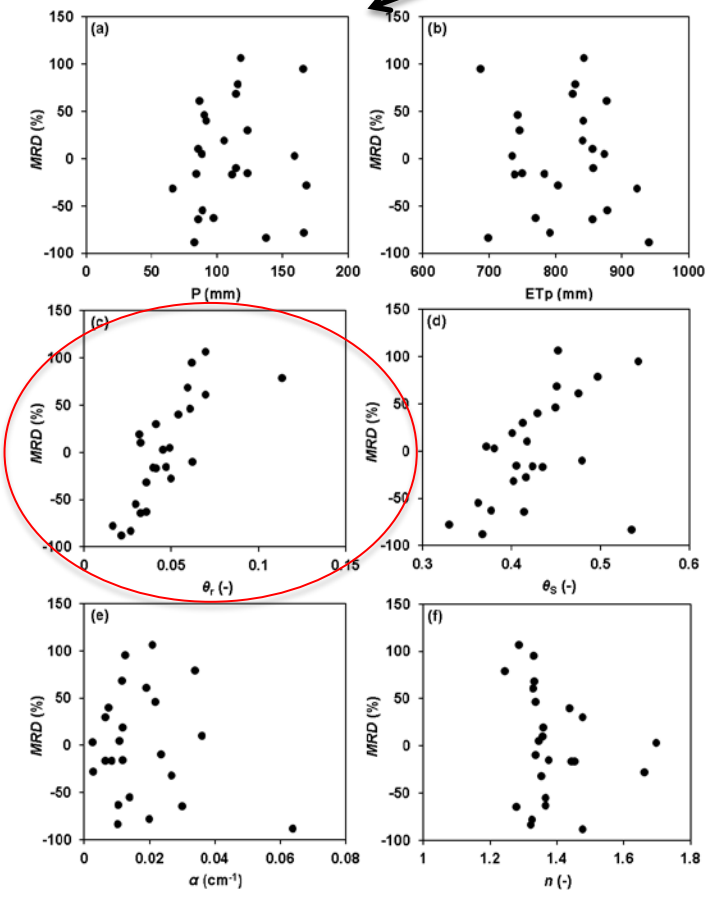 (a)
150
100
50
0
-50
-100
MRD (%)
0 50 100 150 200
P (mm)
(b)
150
100
50
0
-50
-100
MRD (%)
600 700 800 900 1000
ETp (mm)
(c)
150
100
50
0
-50
-100
MRD (%)
0 0.05 0.1 0.15
θr (-)
(d)
150
100
50
0
-50
-100
MRD (%)
0.3 0.4 0.5 0.6
θS (-)
(e)
150
100
50
0
-50
-100
MRD (%)
0 0.02 0.04 0.06 0.08
α (cm-1)
(f)
150
100
50
0
-50
-100
MRD (%)
1 1.2 1.4 1.6 1.8
n (-)